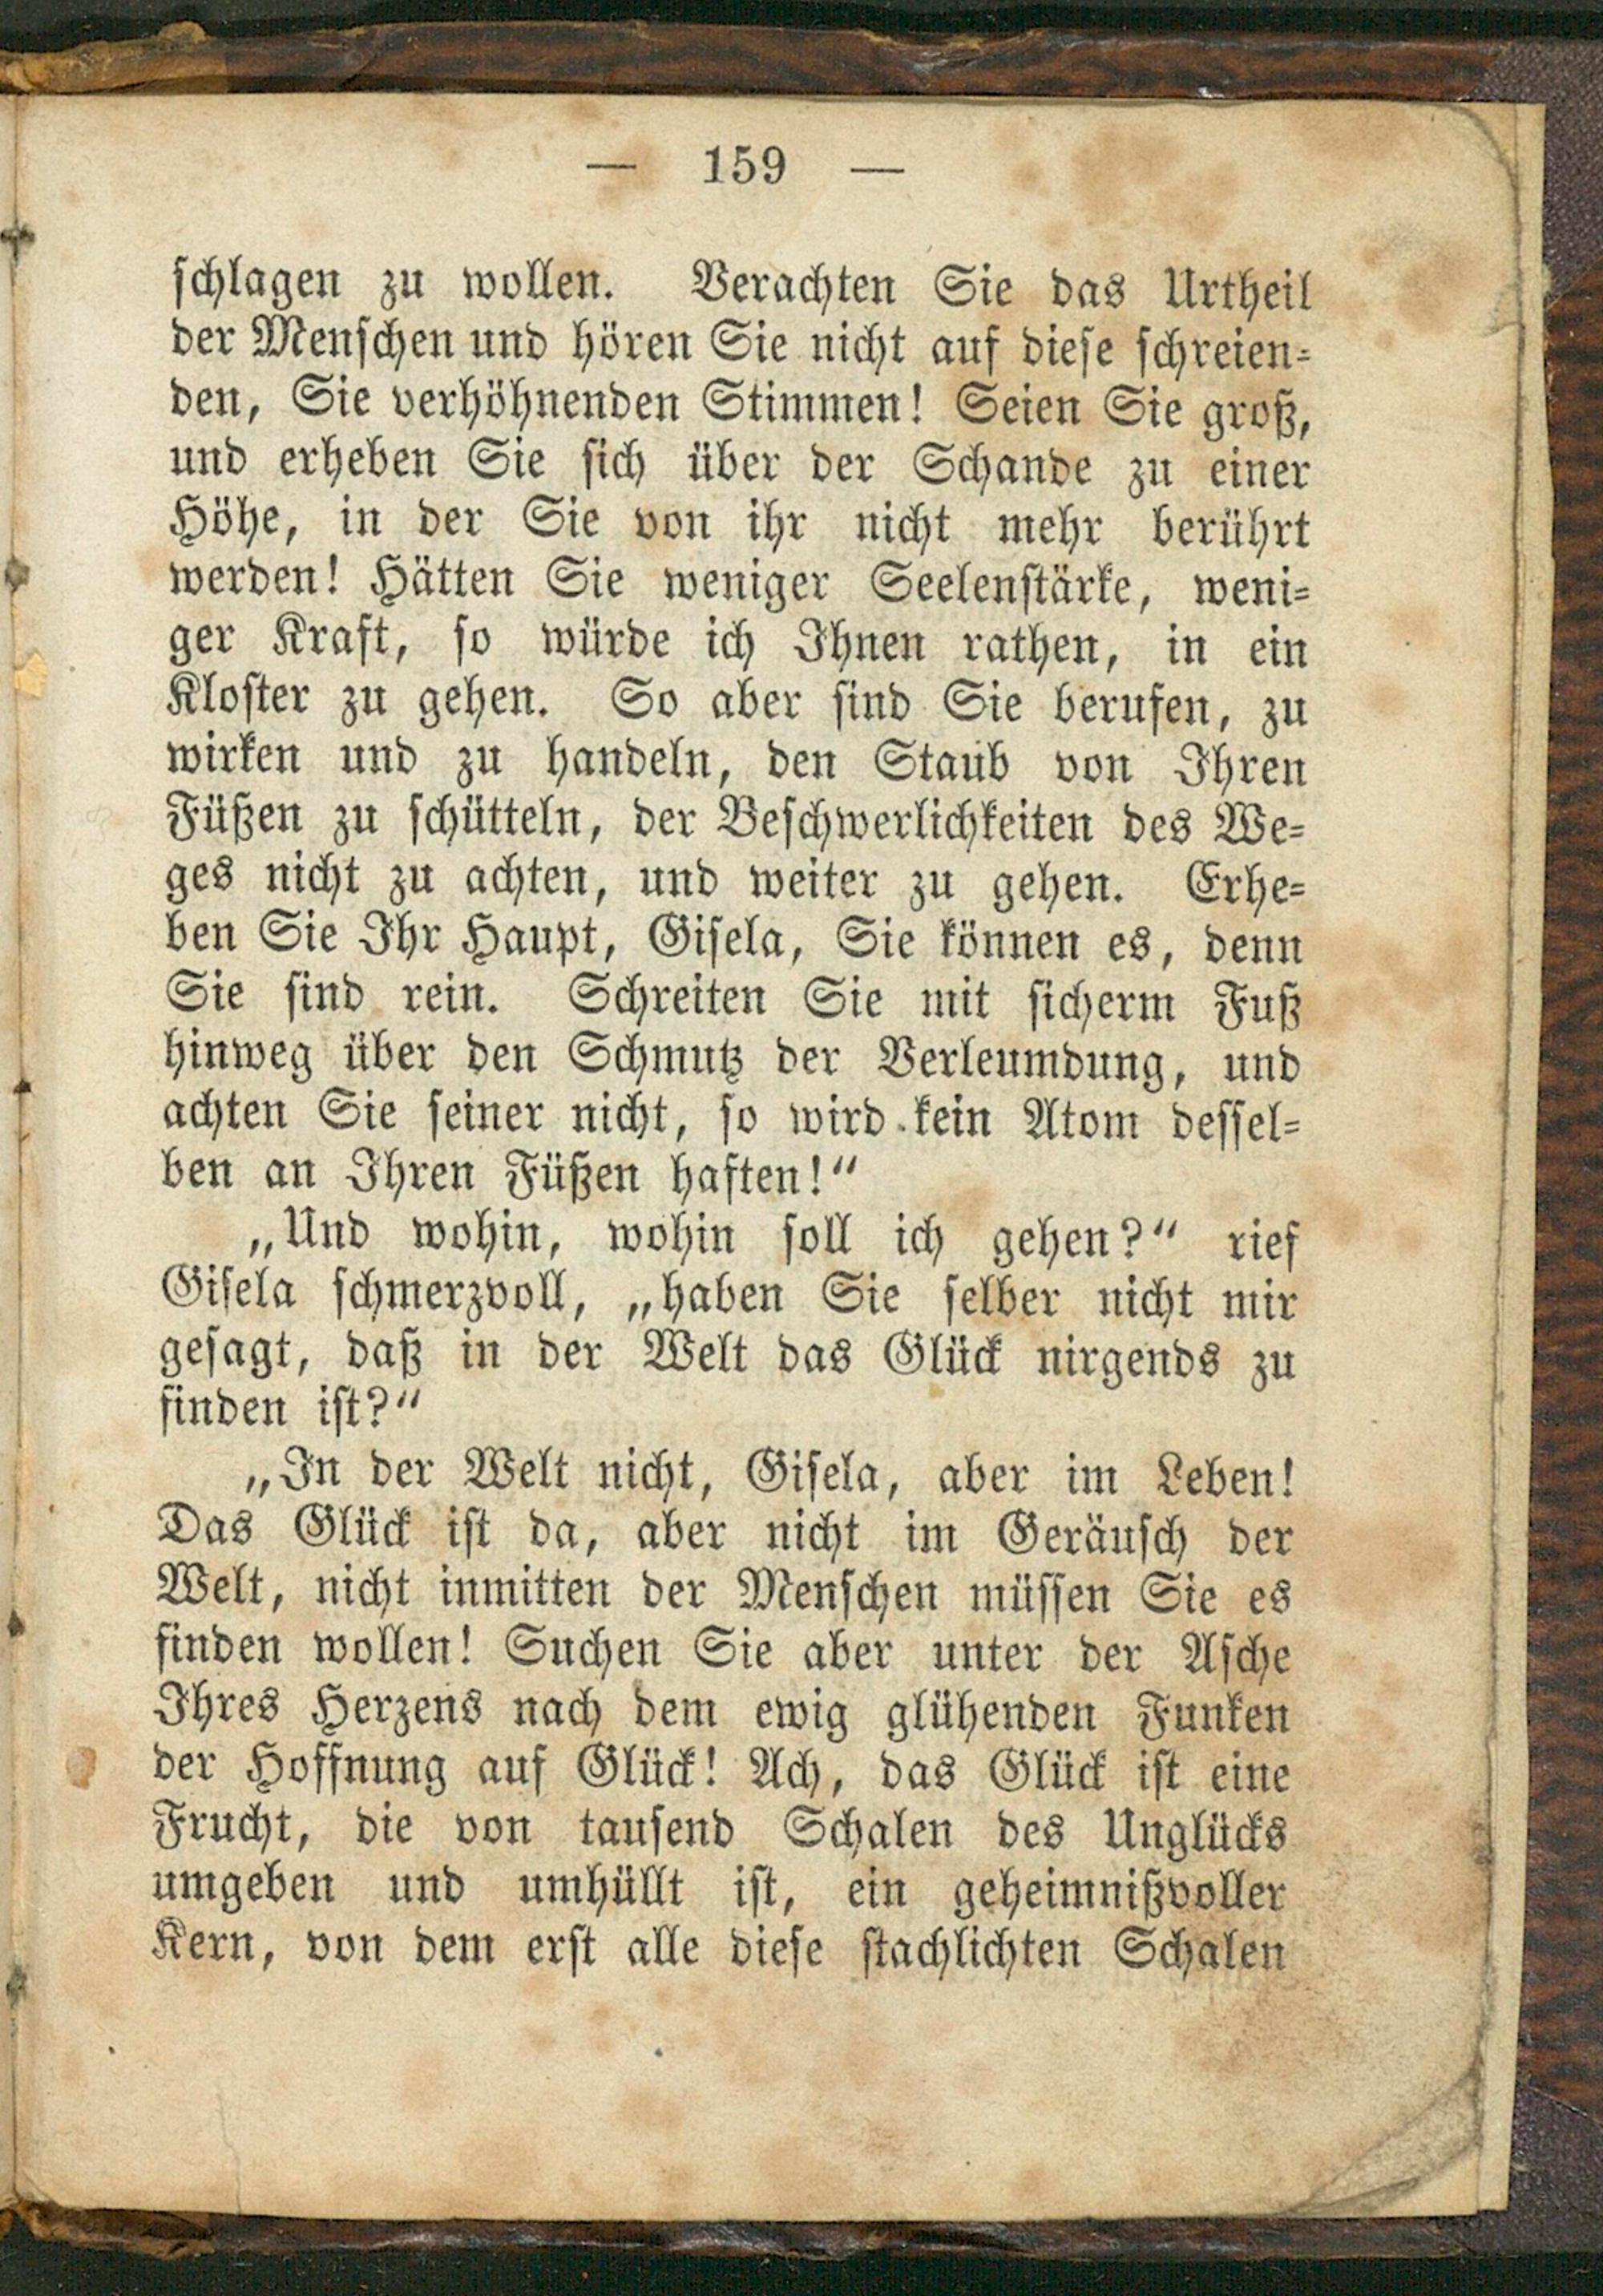 — 159 —
schlagen zu wollen. Verachten Sie das Urtheil
der Menschen und hören Sie nicht auf diese schreien-
den, Sie verhöhnenden Stimmen! Seien Sie groß,
und erheben Sie sich über der Schande zu einer
Höhe, in der Sie von ihr nicht mehr berührt
werden! Hätten Sie weniger Seelenstärke, weni-
ger Kraft, so würde ich Ihnen rathen, in ein
Kloster zu gehen. So aber sind Sie berufen, zu
wirken und zu handeln, den Staub von Ihren
Füßen zu schütteln, der Beschwerlichkeiten des We-
ges nicht zu achten, und weiter zu gehen. Erhe-
ben Sie Ihr Haupt, Gisela, Sie können es, denn
Sie sind rein. Schreiten Sie mit sicherm Fuß
hinweg über den Schmutz der Verleumdung, und
achten Sie seiner nicht, so wird kein Atom dessel-
ben an Ihren Füßen haften!“
„Und wohin, wohin soll ich gehen?“ rief
Gisela schmerzvoll, „haben Sie selber nicht mir
gesagt, daß in der Welt das Glück nirgends zu
finden ist?“
„In der Welt nicht, Gisela, aber im Leben!
Das Glück ist da, aber nicht im Geräusch der
Welt, nicht inmitten der Menschen müssen Sie es
finden wollen! Suchen Sie aber unter der Asche
Ihres Herzens nach dem ewig glühenden Funken
der Hoffnung auf Glück! Ach, das Glück ist eine
Frucht, die von tausend Schalen des Unglücks
umgeben und umhüllt ist, ein geheimnißvoller
Kern, von dem erst alle diese stachlichten Schalen